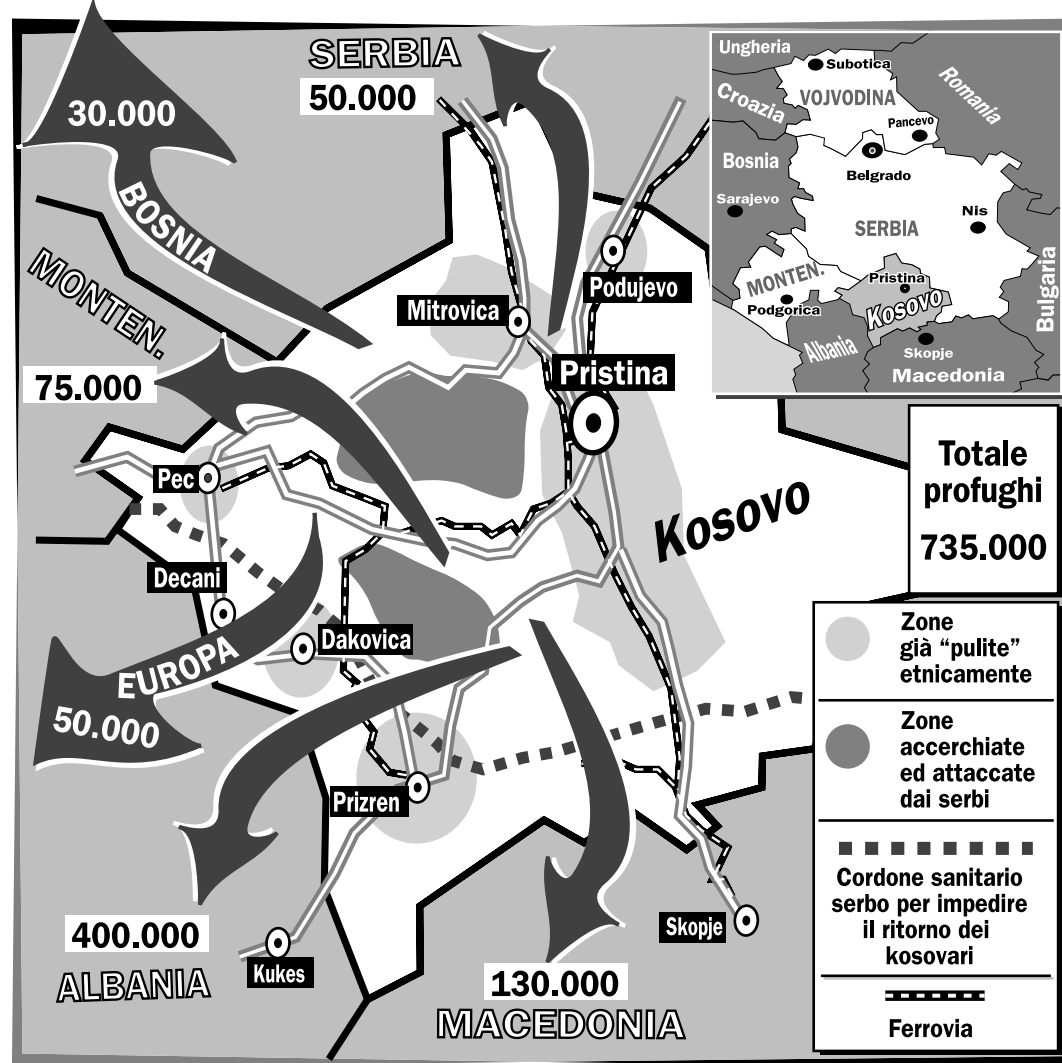 SERBIA
50.000
30.000
BOSNIA
MONTEN.
75.000
Mitrovica
Podujevo
Pristina
Pec
Kosovo
Decani
Dakovica
EUROPA
50.000
Prizren
400.000
ALBANIA
Kukes
130.000
MACEDONIA
Skopje
Ungheria
Subotica
Romania
Croazia
VOJVODINA
Pancevo
Bosnia
Belgrado
Sarajevo
Nis
SERBIA
MONTEN.
Pristina
Kosovo
Podgorica
Bulgaria
Albania
Skopje
Macedonia
Totale
profughi
735.000
Zone
già “pulite”
etnicamente
Zone
accerchiate
ed attaccate
dai serbi
Cordone sanitario
serbo per impedire
il ritorno dei
kosovari
Ferrovia